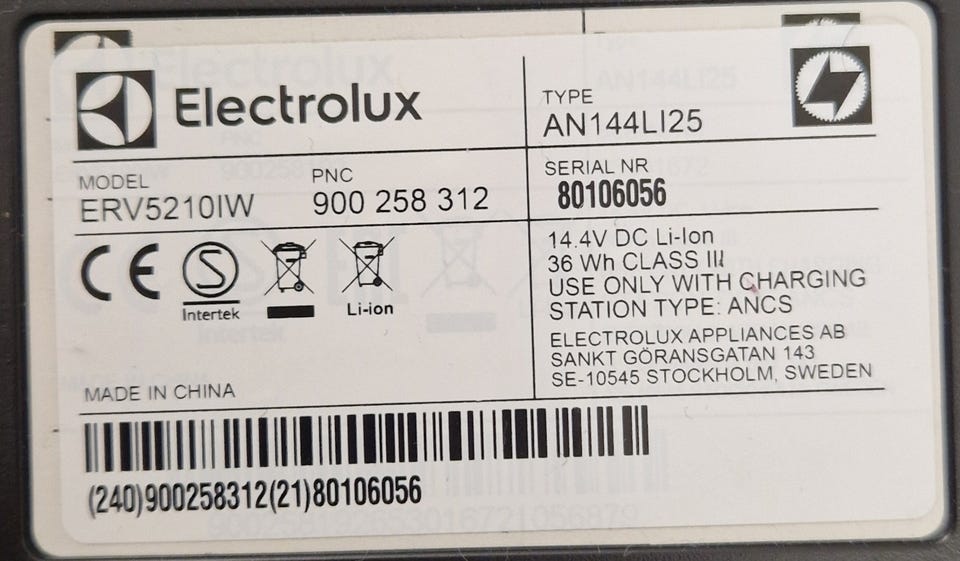 Electrolux
TYPE
AN144LI25
MODEL
ERV5210IW
PNC
900 258 312
SERIAL NR
80106056
CE
S
Intertek
Li-ion
14.4V DC Li-Ion
36 Wh CLASS III
USE ONLY WITH CHARGING
STATION TYPE: ANCS
ELECTROLUX APPLIANCES AB
SANKT GÖRANSGATAN 143
SE-10545 STOCKHOLM, SWEDEN
MADE IN CHINA
(240)900258312(21)80106056